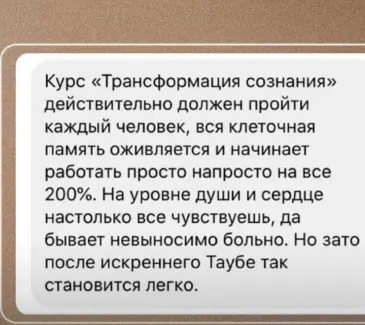 Курс «Трансформация сознания»
действительно должен пройти
каждый человек, вся клеточная
память оживляется и начинает
работать просто напросто на все
200%. На уровне души и сердце
настолько все чувствуешь, да
бывает невыносимо больно. Но зато
после искреннего Таубе так
становится легко.